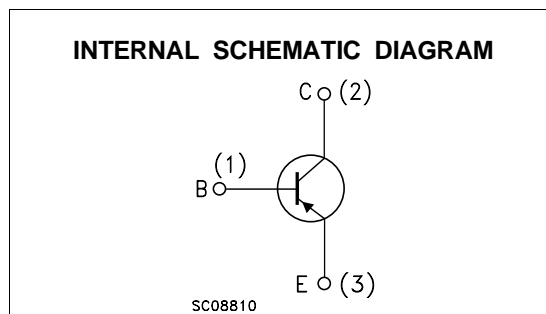 INTERNAL SCHEMATIC DIAGRAM
C (2)
(1)
B
E (3)
SC08810